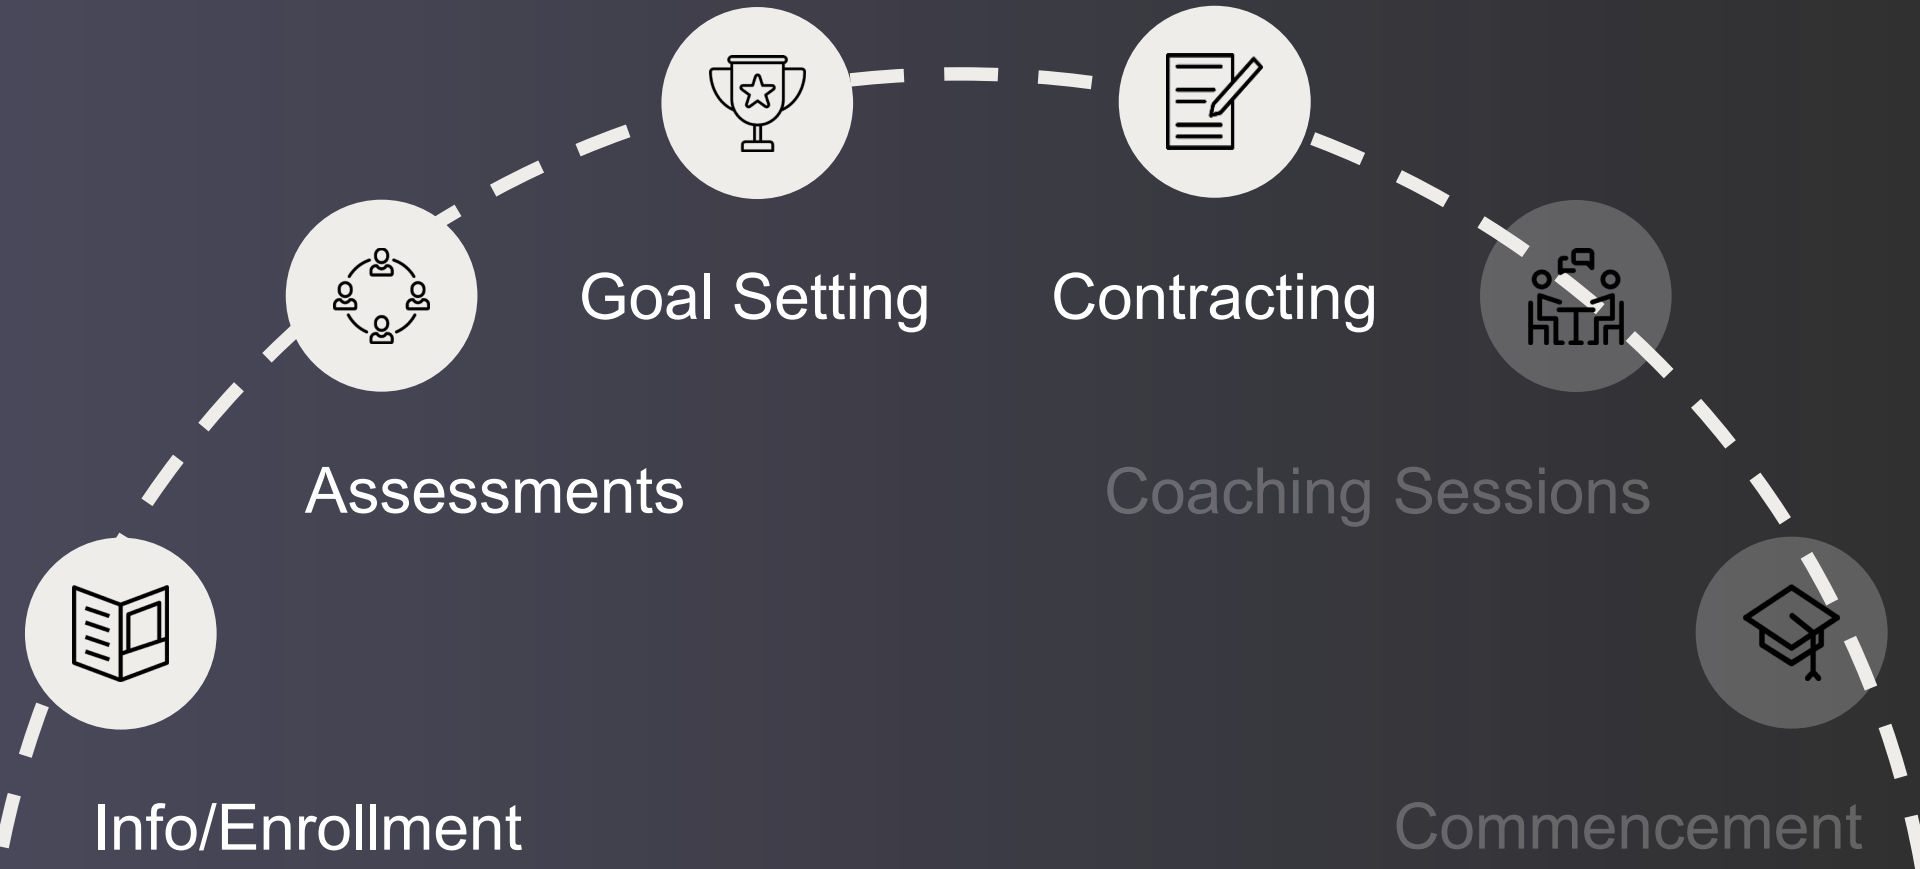 Info/Enrollment
Assessments
Goal Setting
Contracting
Coaching Sessions
Commencement